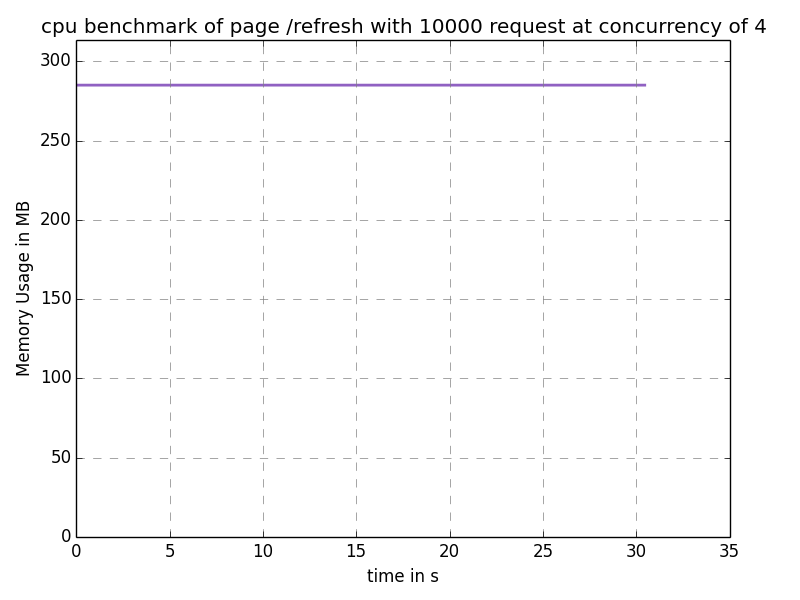 cpu benchmark of page /refresh with 10000 request at concurrency of 4
300
250
200
150
100
50
0
Memory Usage in MB
0 5 10 15 20 25 30 35
time in s